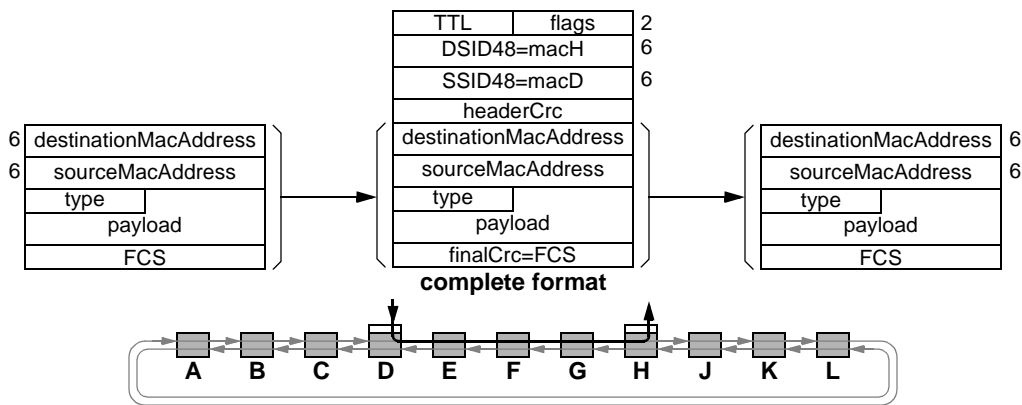 TTL flags 2
DSID48=macH 6
SSID48=macD 6
headerCrc
6 destinationMacAddress
6 sourceMacAddress
type
payload
FCS
destinationMacAddress
sourceMacAddress
type
payload
finalCrc=FCS
complete format
destinationMacAddress 6
sourceMacAddress 6
type
payload
FCS
A B C D E F G H J K L